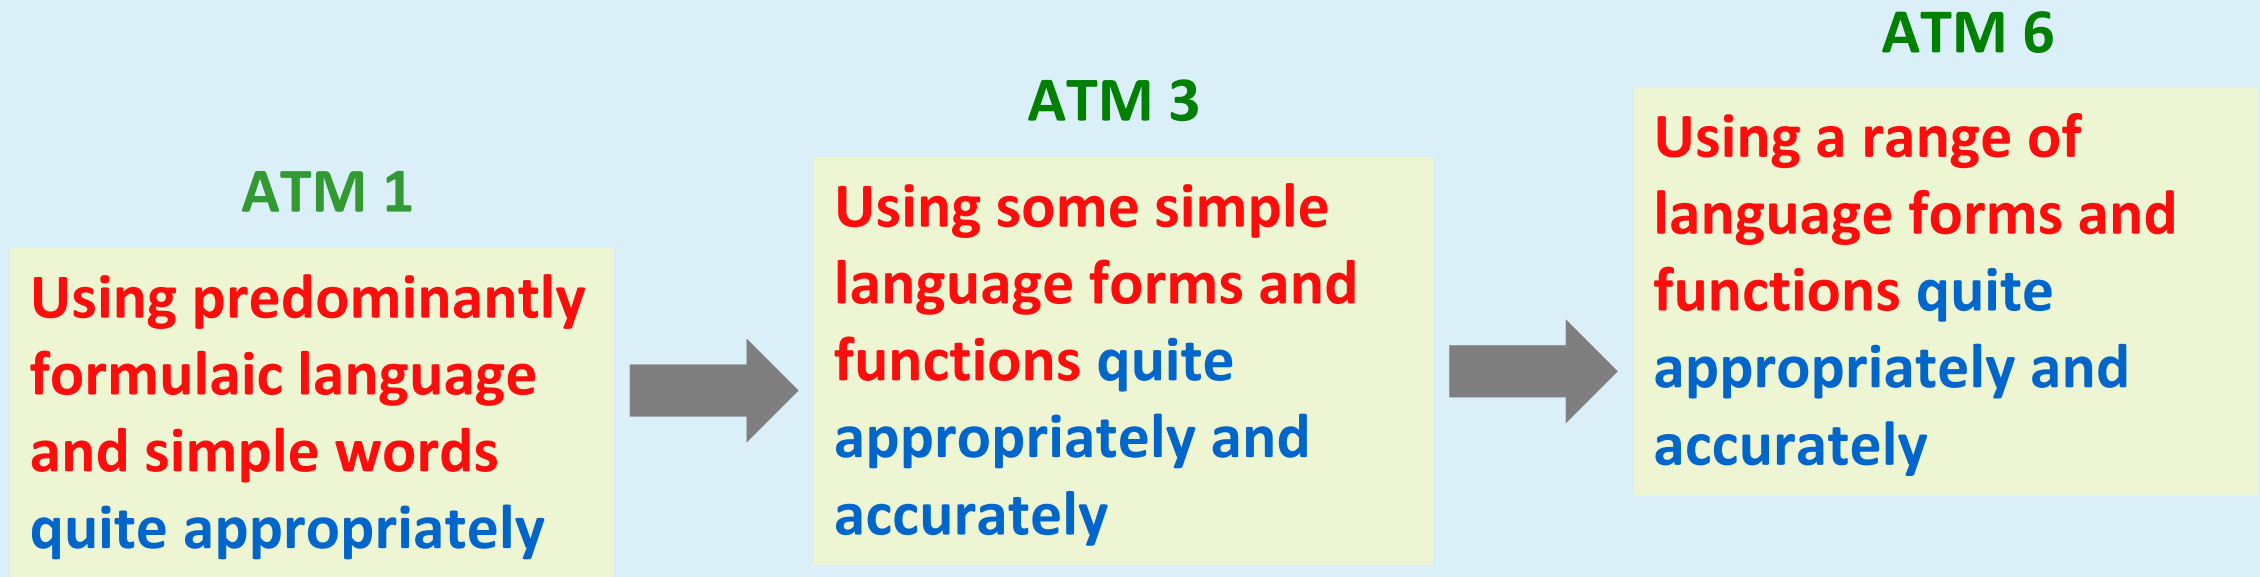 ATM 1
Using predominantly
formulaic language
and simple words
quite appropriately
ATM 3
Using some simple
language forms and
functions quite
appropriately and
accurately
ATM 6
Using a range of
language forms and
functions quite
appropriately and
accurately